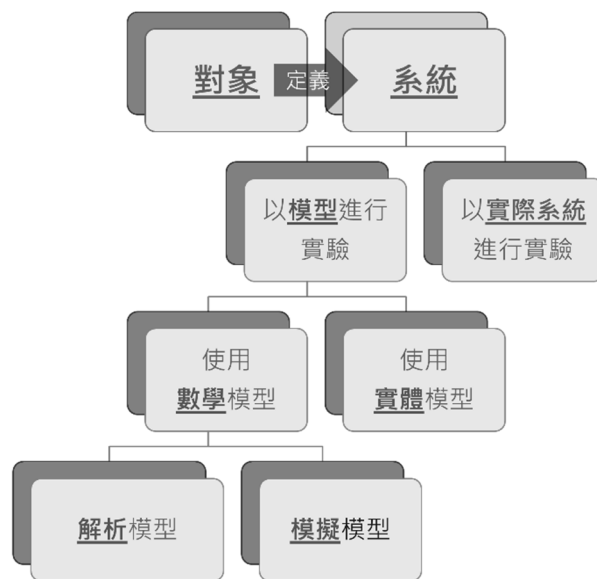 對象
定義
系統
以模型進行
實驗
以實際系統
進行實驗
使用
數學模型
使用
實體模型
解析模型
模擬模型